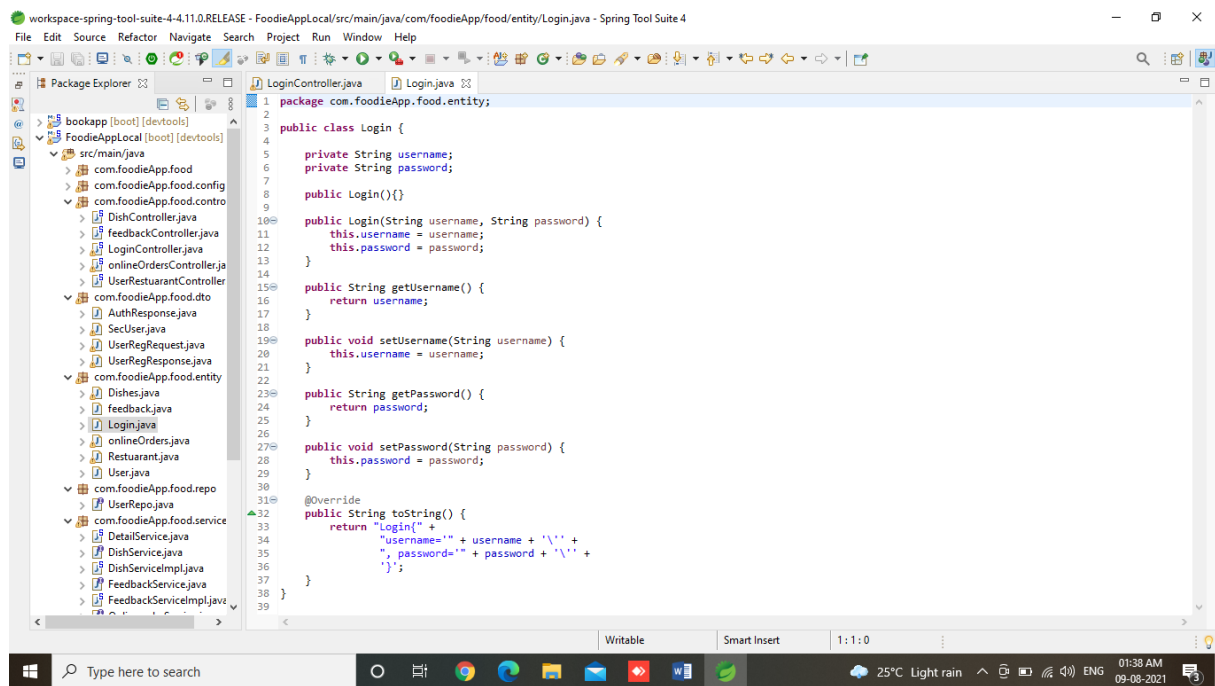 workspace-spring-tool-suite-4-4.11.0.RELEASE - FoodieAppLocal/src/main/java/com/foodieApp/food/entity/Login.java - Spring Tool Suite 4
File Edit Source Refactor Navigate Search Project Run Window Help
Package Explorer
bookapp [boot] [devtools]
FoodieAppLocal [boot] [devtools]
src/main/java
com.foodieApp.food
com.foodieApp.food.config
com.foodieApp.food.contro
DishController.java
feedbackController.java
LoginController.java
onlineOrdersController.ja
UserRestuarantController
com.foodieApp.food.dto
AuthResponse.java
SecUser.java
UserRegRequest.java
UserRegResponse.java
com.foodieApp.food.entity
Dishes.java
feedback.java
Login.java
onlineOrders.java
Restuarant.java
User.java
com.foodieApp.food.repo
UserRepo.java
com.foodieApp.food.service
DetailService.java
DishService.java
DishServiceImpl.java
FeedbackService.java
FeedbackServiceImpl.java
LoginController.java Login.java
1 package com.foodieApp.food.entity;
2
3 public class Login {
4
5 private String username;
6 private String password;
7
8 public Login(){}
9
10 public Login(String username, String password) {
11 this.username = username;
12 this.password = password;
13 }
14
15 public String getUsername() {
16 return username;
17 }
18
19 public void setUsername(String username) {
20 this.username = username;
21 }
22
23 public String getPassword() {
24 return password;
25 }
26
27 public void setPassword(String password) {
28 this.password = password;
29 }
30
31 @Override
32 public String toString() {
33 return "Login{" +
34 "username='" + username + '\'' +
35 ", password='" + password + '\'' +
36 '}';
37 }
38 }
39
Writable Smart Insert 1:1:0
Type here to search
25°C Light rain ENG 01:38 AM
09-08-2021
3